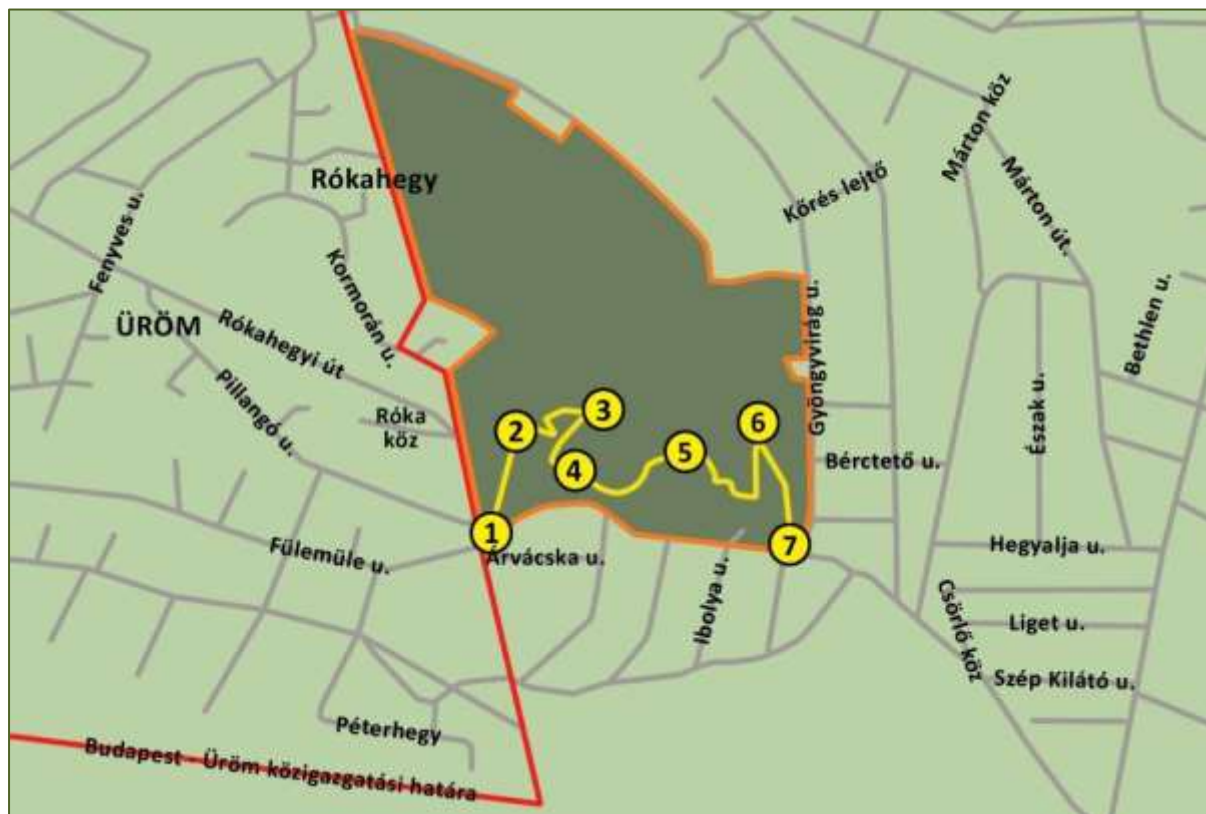 Márton köz
Rókahegy
Kőrés lejtő
Márton út.
Fenyves u.
Kormorán u.
Bethlen u.
ÜRÖM
Rókahegyi út
Gyöngyvirág u.
Pillangó u.
Róka
köz
3
2
6
5
4
Észak u.
Bérctető u.
1
7
Fülemüle u.
Árvácska u.
Hegyalja u.
Ibolya u.
Csörlő köz
Liget u.
Szép Kilátó u.
Péterhegy
Budapest - Üröm közigazgatási határa